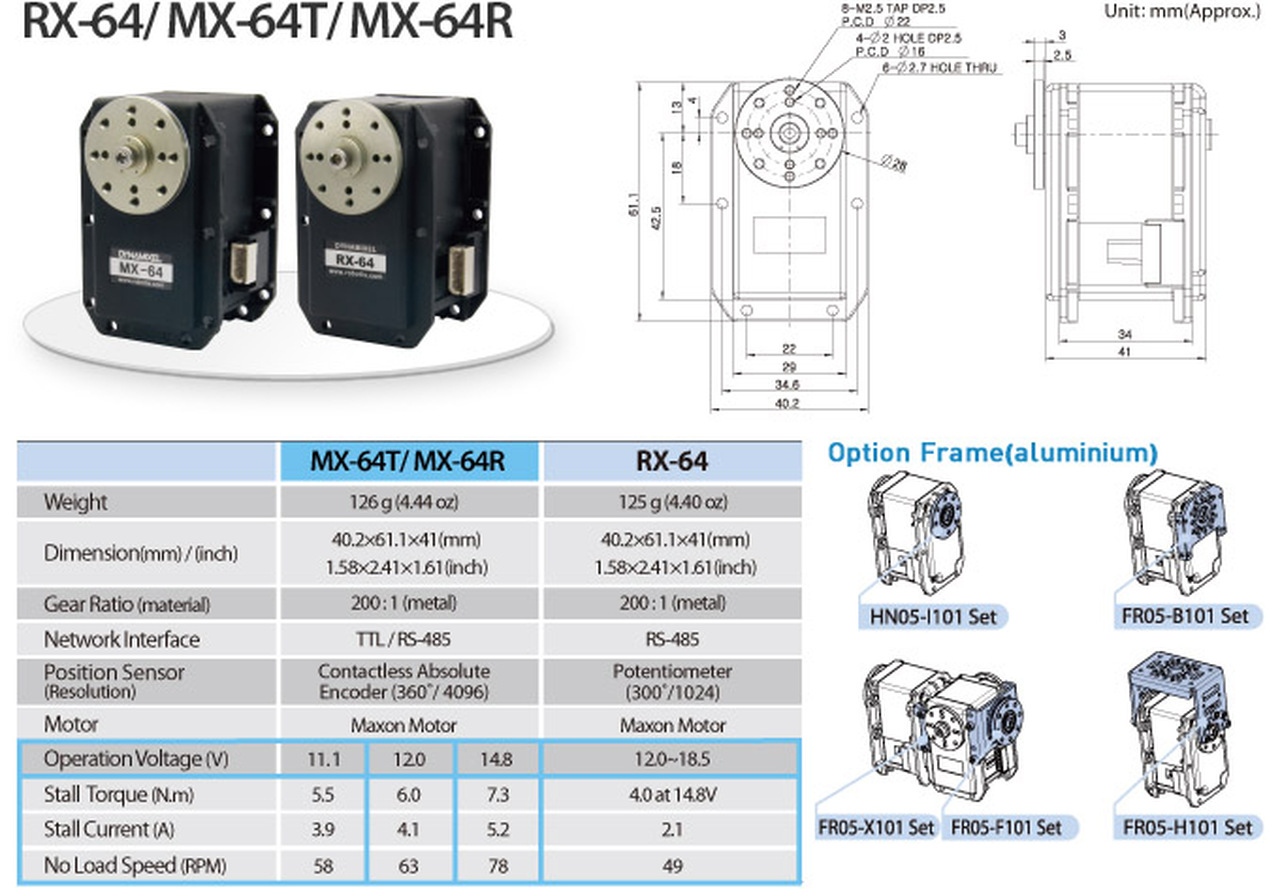 RX-64/ MX-64T/ MX-64R
8-M2.5 TAP DP2.5
P.C.D Ø22
4-Ø2 HOLE DP2.5
P.C.D Ø16
6-Ø2.7 HOLE THRU
Unit: mm(Approx.)
3
2.5
4
13
18
61.1
42.5
Ø28
22
29
34.6
40.2
34
41
DYNAMIXEL
MX-64
www.robotis.com
DYNAMIXEL
RX-64
www.robotis.com
MX-64T/ MX-64R RX-64
Weight 126 g (4.44 oz) 125 g (4.40 oz)
Dimension(mm) / (inch) 40.2×61.1×41(mm) 40.2×61.1×41(mm)
1.58×2.41×1.61(inch) 1.58×2.41×1.61(inch)
Gear Ratio (material) 200 : 1 (metal) 200 : 1 (metal)
Network Interface TTL / RS-485 RS-485
Position Sensor Contactless Absolute Potentiometer
(Resolution) Encoder (360˚/ 4096) (300˚/1024)
Motor Maxon Motor Maxon Motor
Operation Voltage (V) 11.1 12.0 14.8 12.0~18.5
Stall Torque (N.m) 5.5 6.0 7.3 4.0 at 14.8V
Stall Current (A) 3.9 4.1 5.2 2.1
No Load Speed (RPM) 58 63 78 49
Option Frame(aluminium)
HN05-I101 Set
FR05-B101 Set
FR05-X101 Set
FR05-F101 Set
FR05-H101 Set